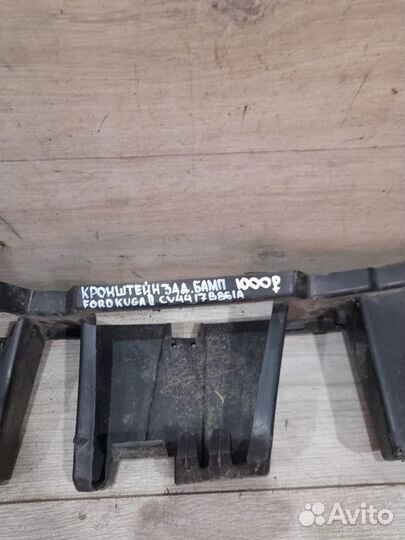 КРОНШТЕЙН ЗАД. БАМП 1000₽
FORD KUGA II CV4417B861A
Avito